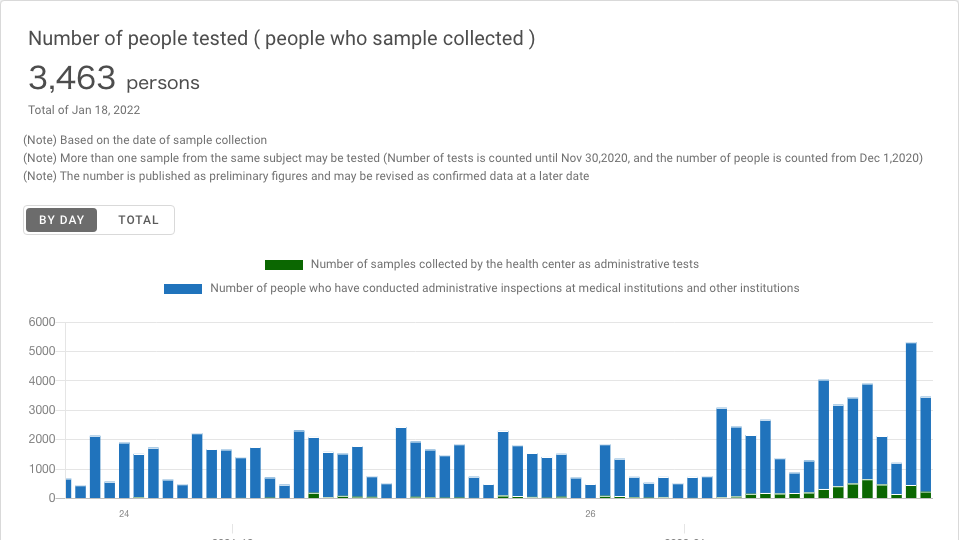 Number of people tested ( people who sample collected )
3,463 persons
Total of Jan 18, 2022
(Note) Based on the date of sample collection
(Note) More than one sample from the same subject may be tested (Number of tests is counted until Nov 30,2020, and the number of people is counted from Dec 1,2020)
(Note) The number is published as preliminary figures and may be revised as confirmed data at a later date
BY DAY TOTAL
Number of samples collected by the health center as administrative tests
Number of people who have conducted administrative inspections at medical institutions and other institutions
6000
5000
4000
3000
2000
1000
0
24 26